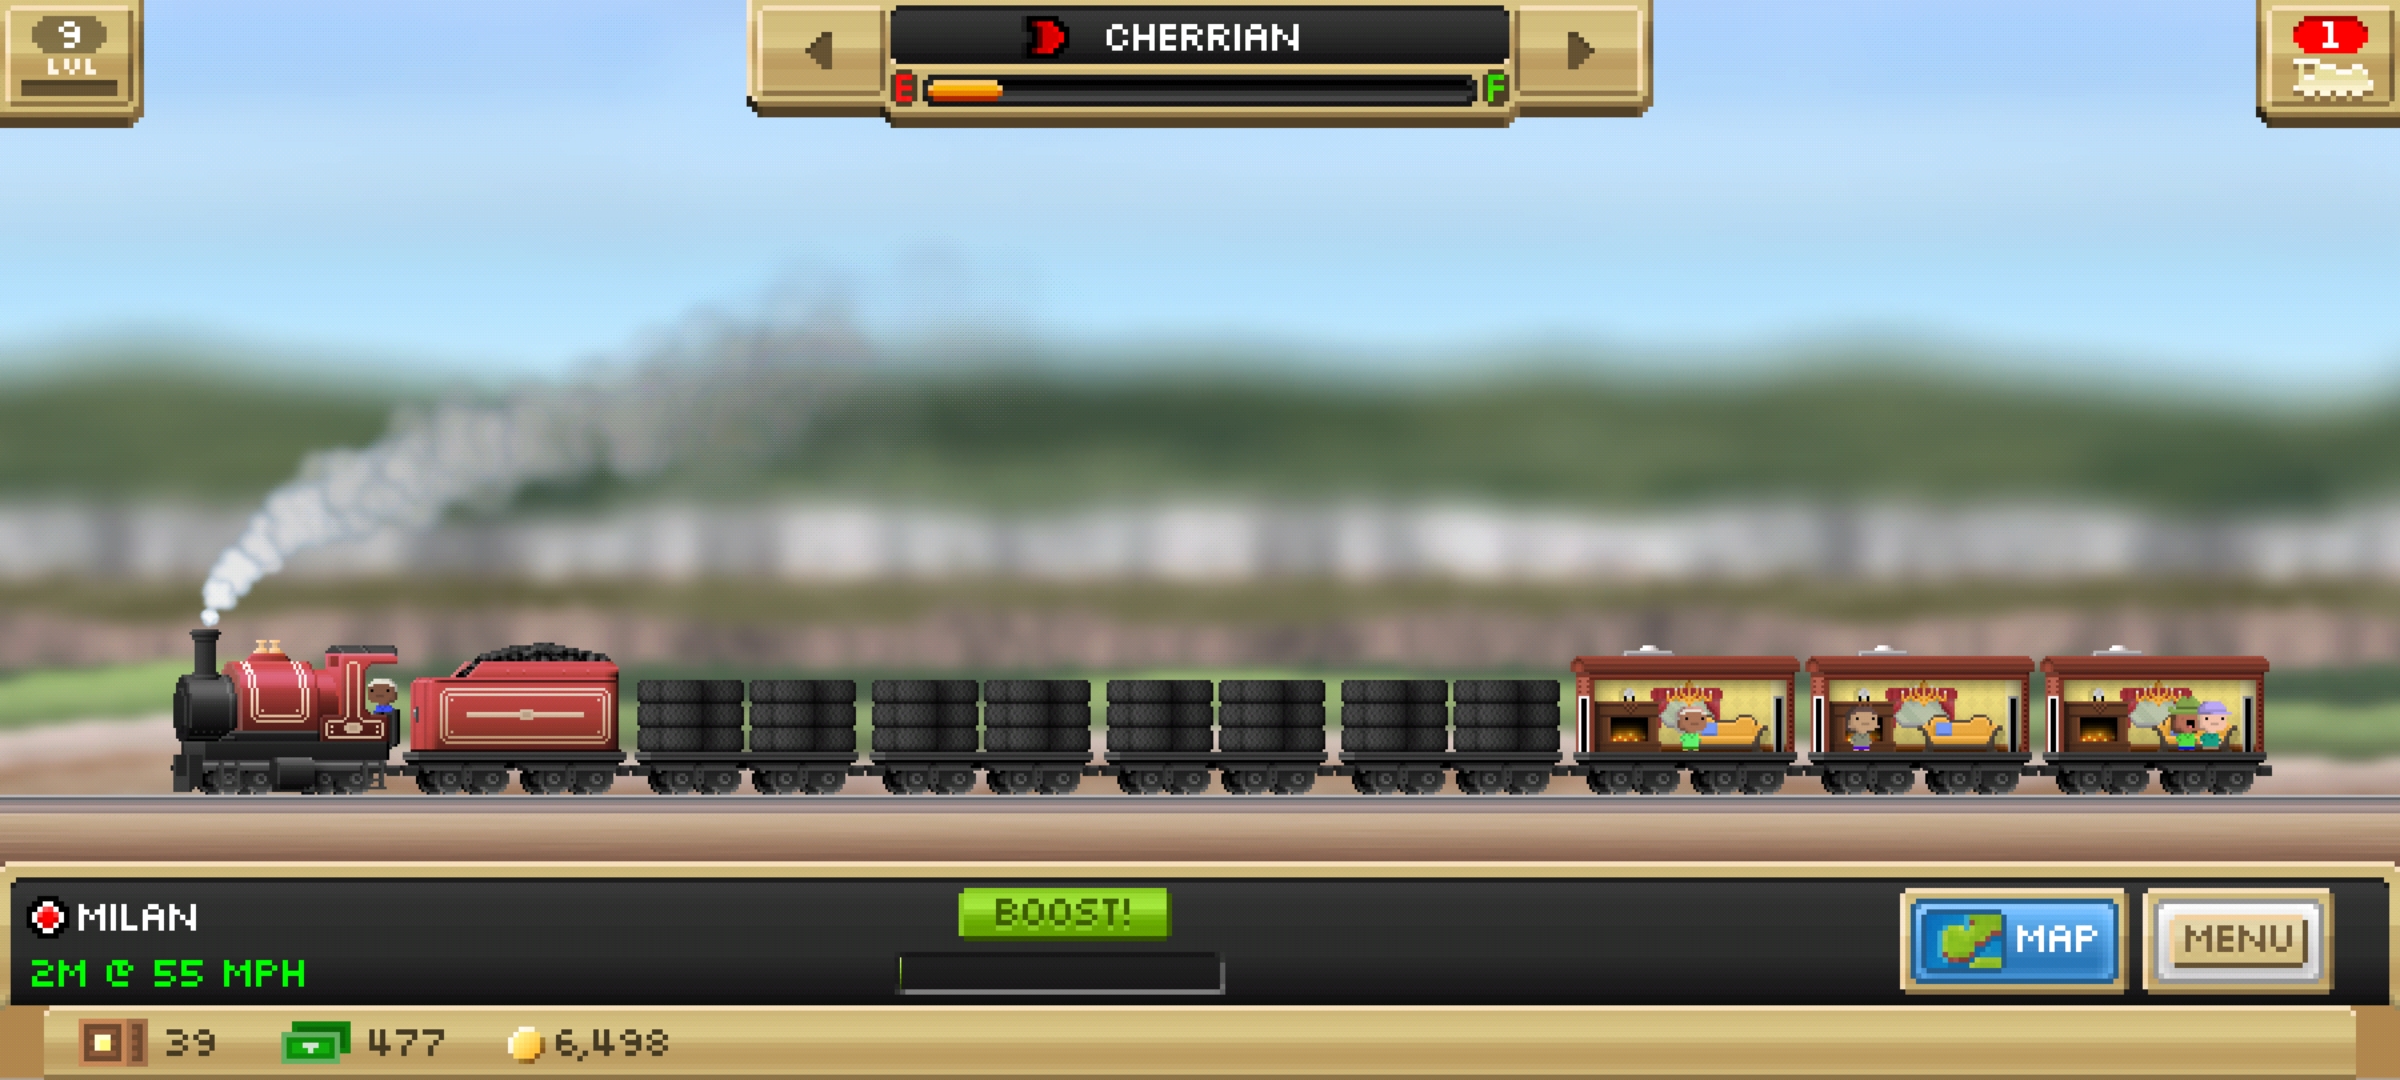 9
LVL
CHERRIAN
E F
1
MILAN
BOOST!
2M @ 55 MPH
MAP
MENU
39
477
6,498